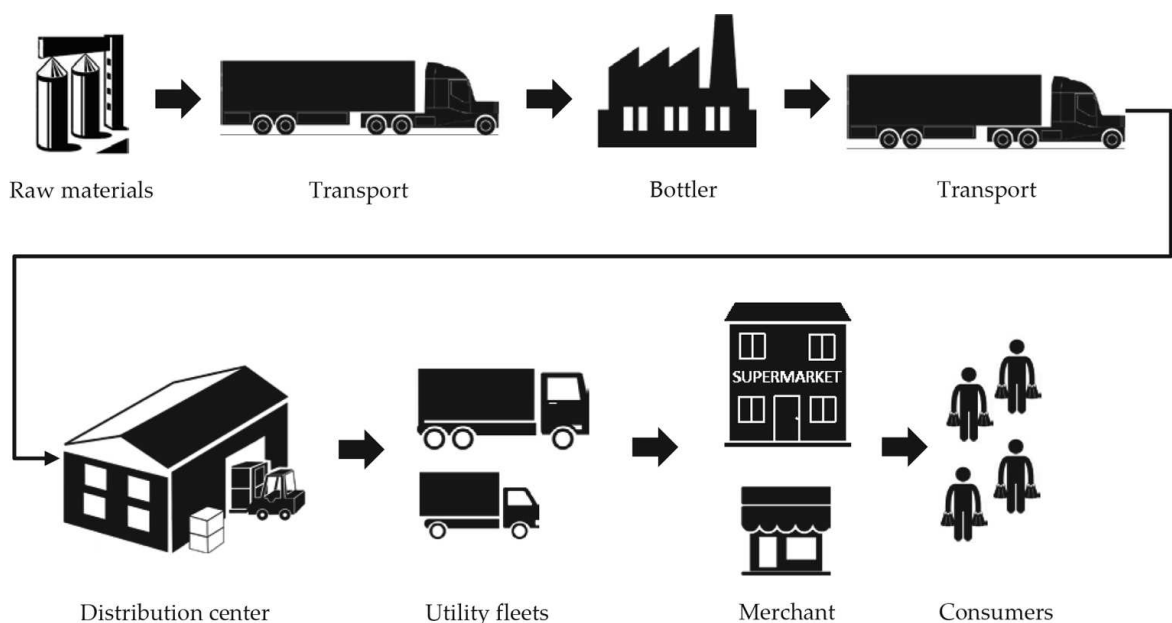 Raw materials
Transport
Bottler
Transport
SUPERMARKET
Distribution center
Utility fleets
Merchant
Consumers